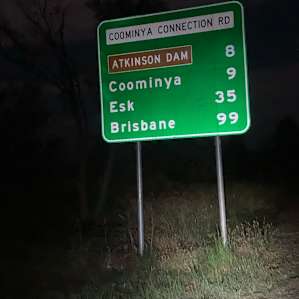 COOMINYA CONNECTION RD
ATKINSON DAM 8
Coominya 9
Esk 35
Brisbane 99